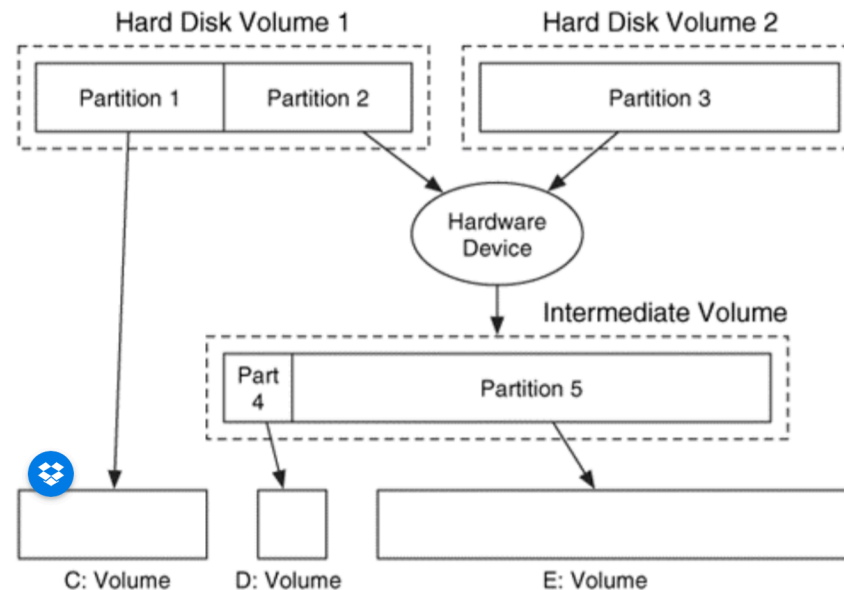 Hard Disk Volume 1
Hard Disk Volume 2
Partition 1
Partition 2
Partition 3
Hardware
Device
Intermediate Volume
Part
4
Partition 5
C: Volume
D: Volume
E: Volume